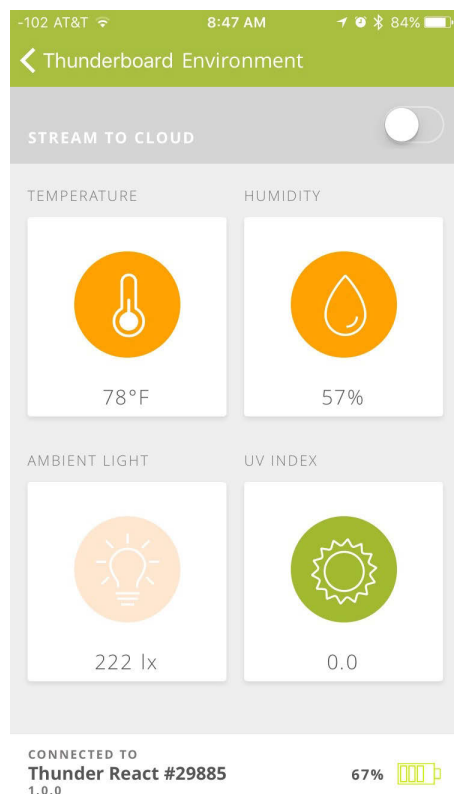 -102 AT&T 8:47 AM 84%
Thunderboard Environment
STREAM TO CLOUD
TEMPERATURE HUMIDITY
78°F 57%
AMBIENT LIGHT UV INDEX
222 lx 0.0
CONNECTED TO
Thunder React #29885 67%
1.0.0